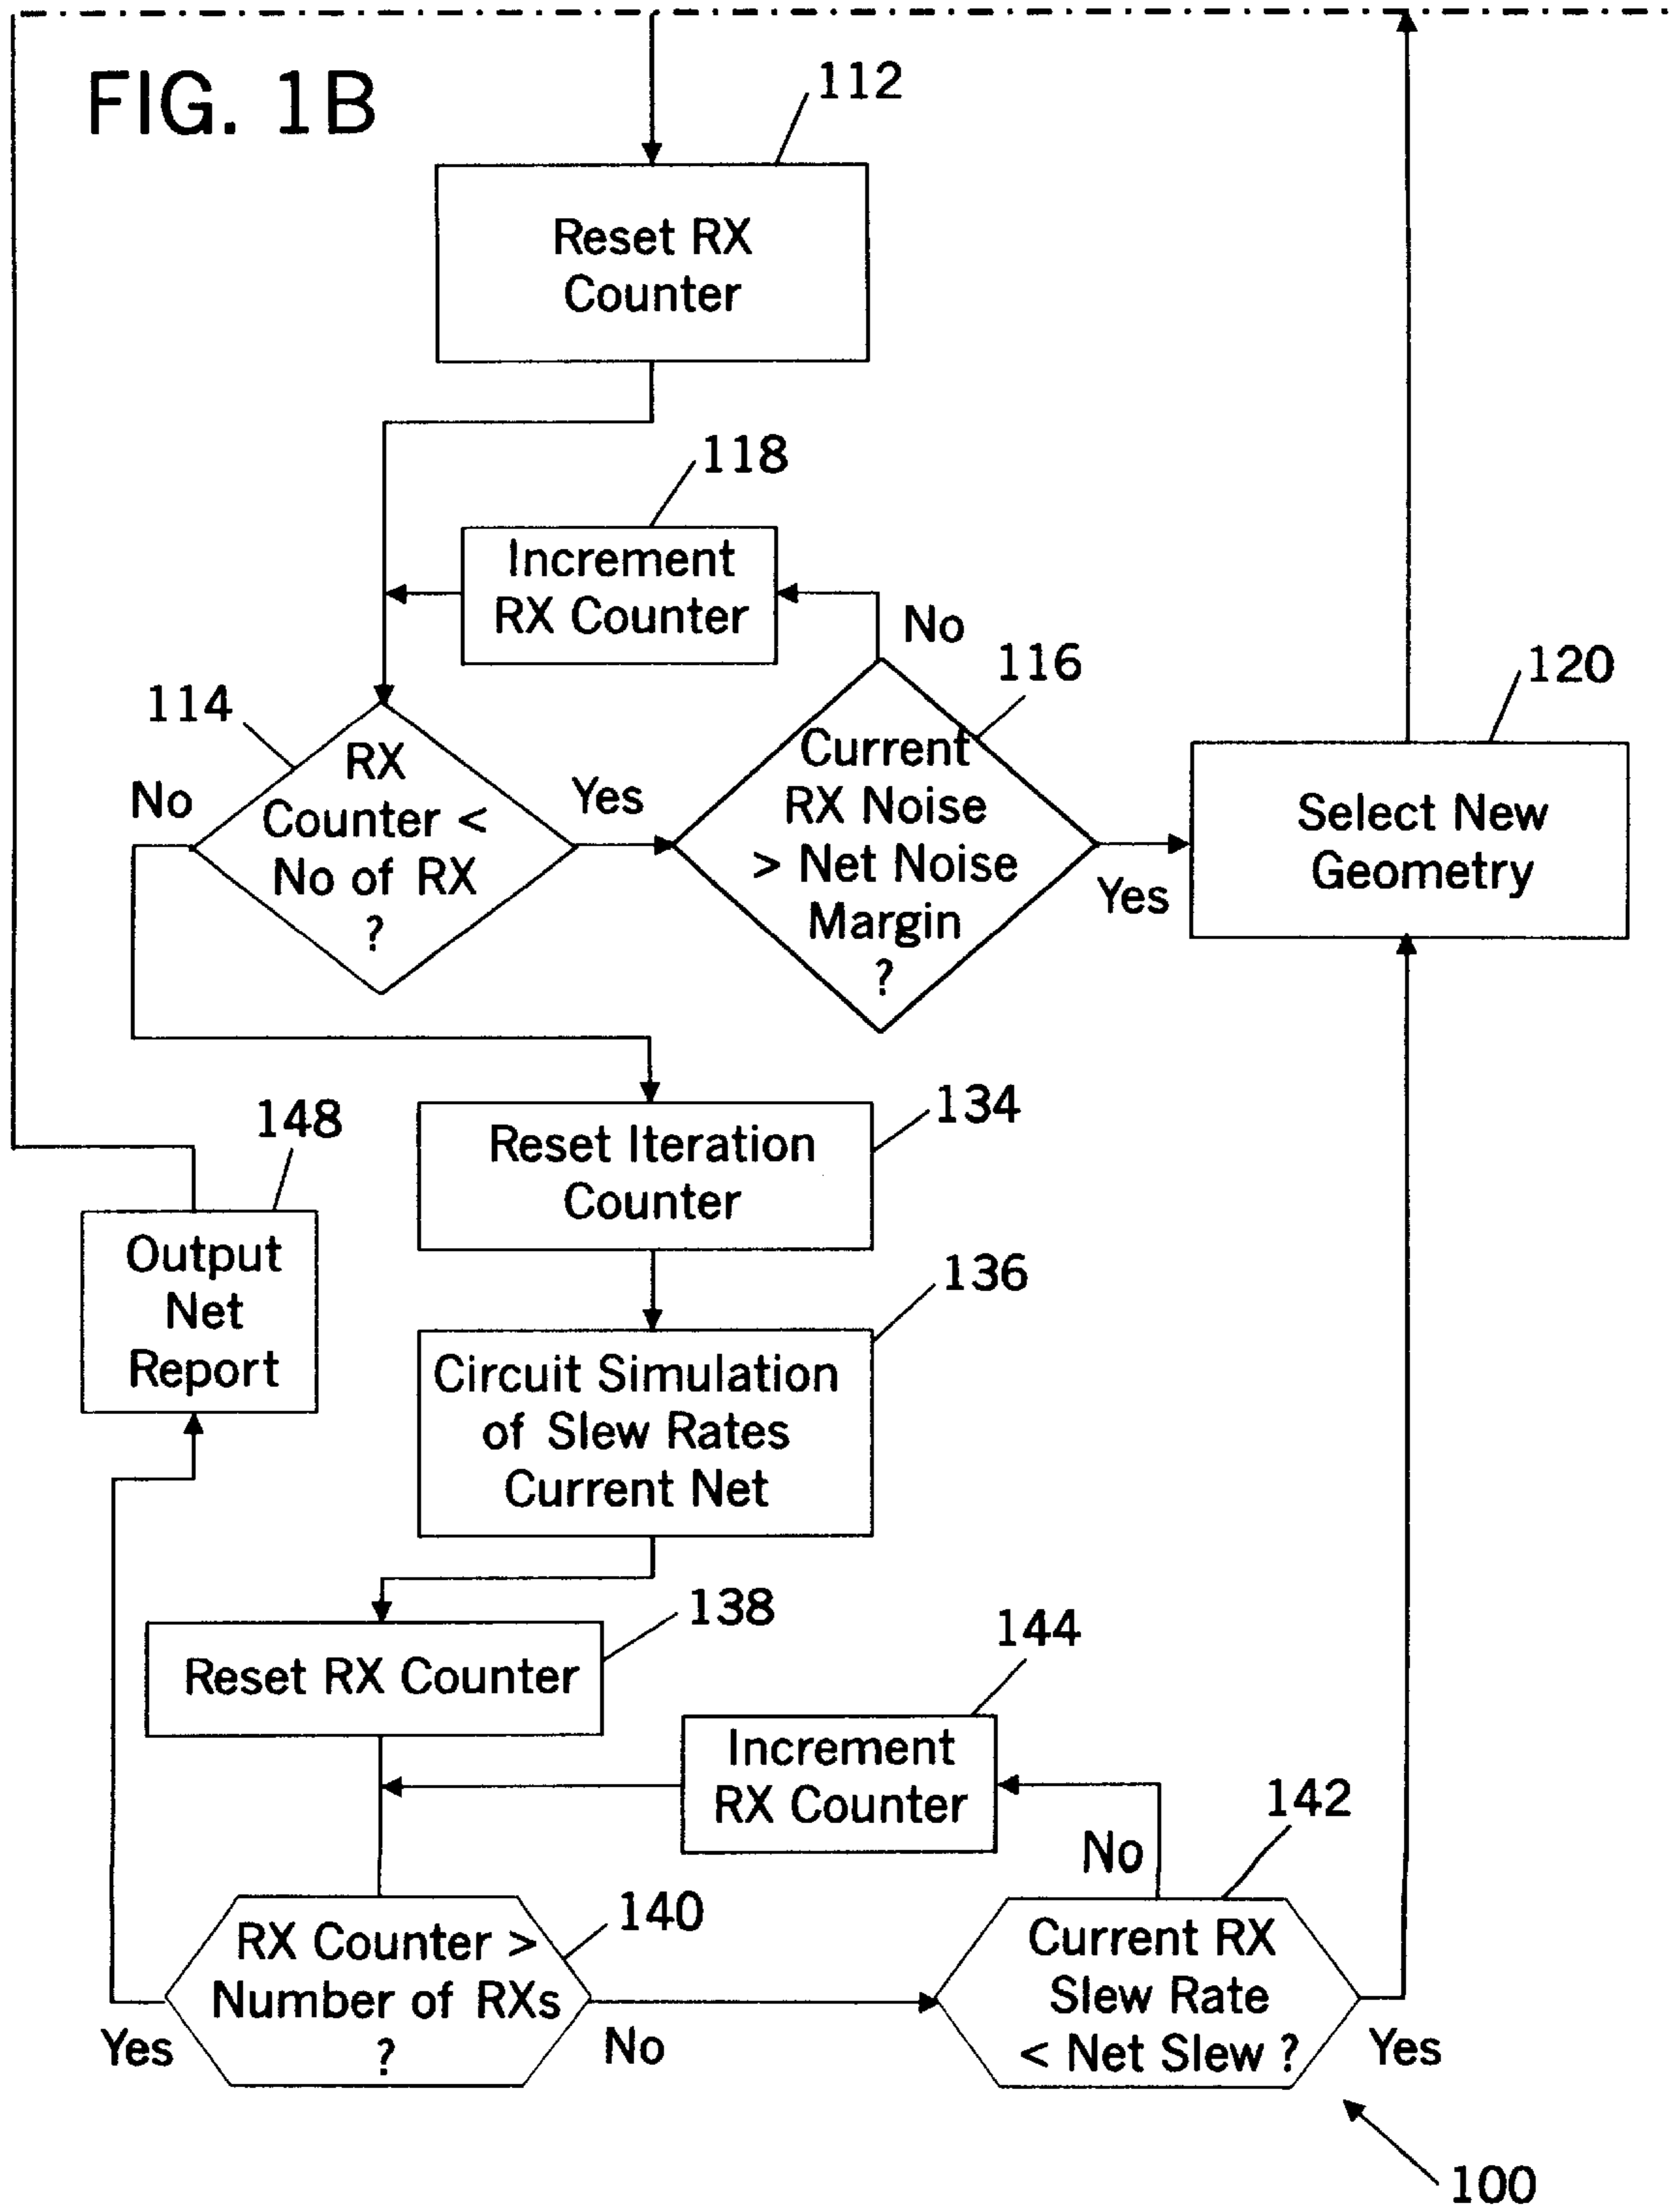 FIG. 1B
112
Reset RX
Counter
118
Increment
RX Counter
No
116
120
114
RX
Counter <
No of RX
?
No
Yes
Current
RX Noise
> Net Noise
Margin
?
Yes
Select New
Geometry
134
Reset Iteration
Counter
148
Output
Net
Report
136
Circuit Simulation
of Slew Rates
Current Net
138
Reset RX Counter
144
Increment
RX Counter
142
No
140
RX Counter >
Number of RXs
?
Yes
No
Current RX
Slew Rate
< Net Slew ?
Yes
100